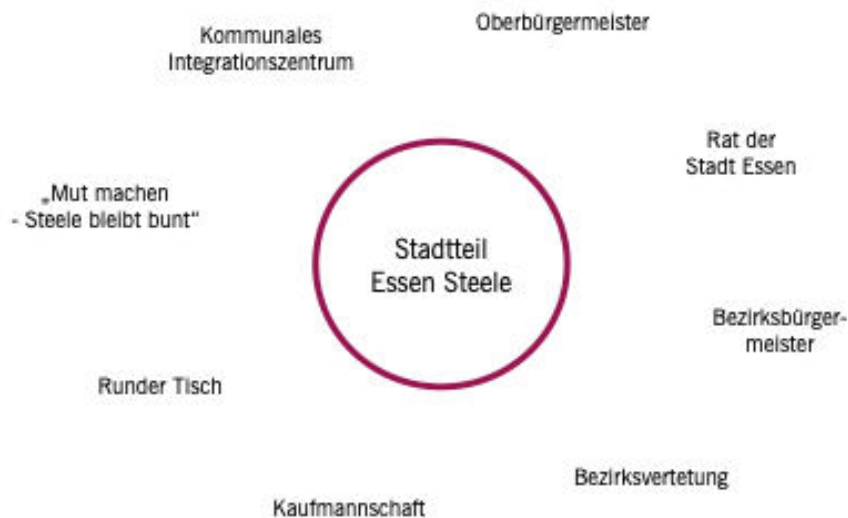 Kommunales
Integrationszentrum
Oberbürgermeister
Rat der
Stadt Essen
„Mut machen
- Steele bleibt bunt“
Stadtteil
Essen Steele
Bezirksbürger-
meister
Runder Tisch
Bezirksvertetung
Kaufmannschaft